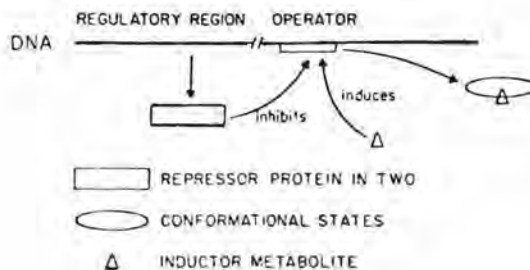 REGULATORY REGION OPERATOR
DNA
induces
inhibits
REPRESSOR PROTEIN IN TWO
CONFORMATIONAL STATES
INDUCTOR METABOLITE